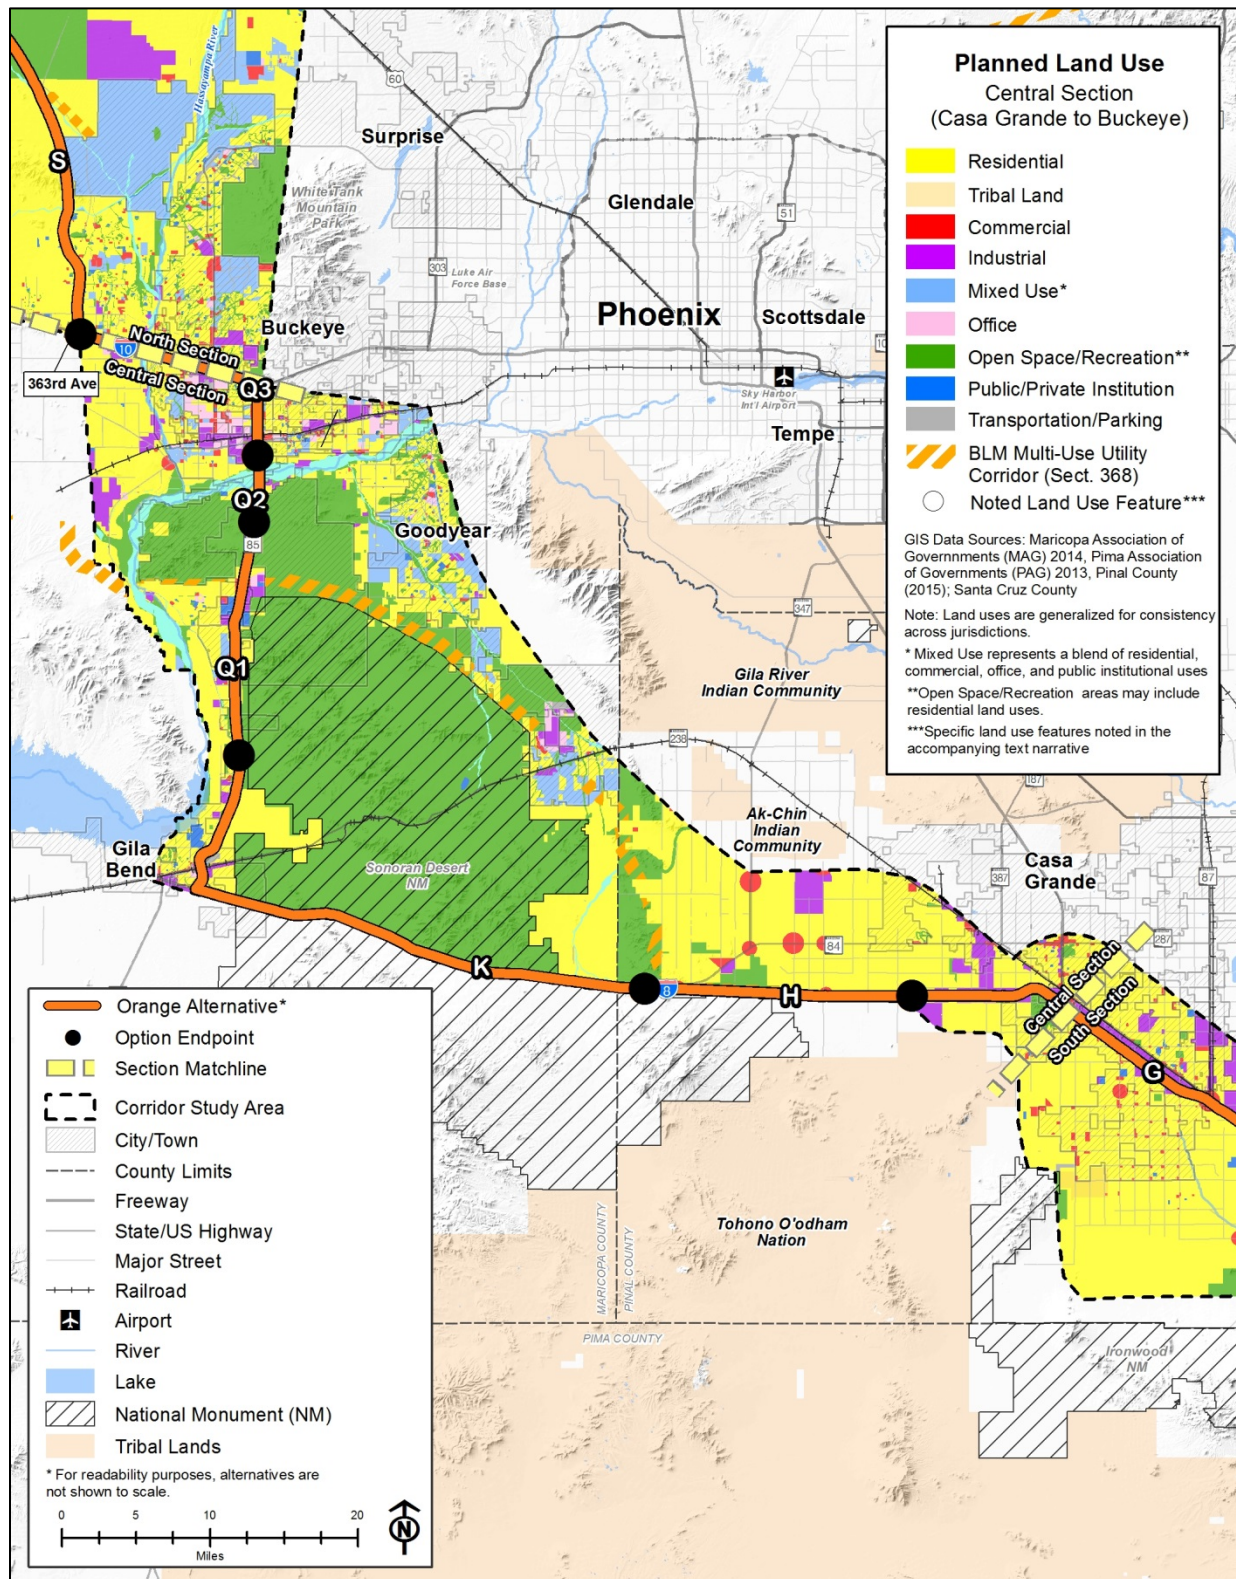 Planned Land Use
Central Section
(Casa Grande to Buckeye)
Residential
Tribal Land
Commercial
Industrial
Mixed Use*
Office
Open Space/Recreation**
Public/Private Institution
Transportation/Parking
BLM Multi-Use Utility
Corridor (Sect. 368)
Noted Land Use Feature***
GIS Data Sources: Maricopa Association of
Governnments (MAG) 2014, Pima Association
of Governments (PAG) 2013, Pinal County
(2015); Santa Cruz County
Note: Land uses are generalized for consistency
across jurisdictions.
* Mixed Use represents a blend of residential,
commercial, office, and public institutional uses
**Open Space/Recreation areas may include
residential land uses.
***Specific land use features noted in the
accompanying text narrative
Hassayampa River
60
Surprise
S
White Tank
Mountain
Park
Glendale
51
303
Luke Air
Force Base
Buckeye
Phoenix
Scottsdale
10
North Section
10
Central Section
363rd Ave
Q3
Sky Harbor
Int'l Airport
Tempe
Q2
85
Goodyear
347
Q1
Gila River
Indian Community
238
187
Ak-Chin
Indian
Community
Gila
Bend
Sonoran Desert
NM
Casa
Grande
387
87
84
287
K
8
H
Central Section
South Section
G
Tohono O'odham
Nation
MARICOPA COUNTY
PINAL COUNTY
PIMA COUNTY
Ironwood
NM
Orange Alternative*
Option Endpoint
Section Matchline
Corridor Study Area
City/Town
County Limits
Freeway
State/US Highway
Major Street
Railroad
Airport
River
Lake
National Monument (NM)
Tribal Lands
* For readability purposes, alternatives are
not shown to scale.
0 5 10 20
Miles
N